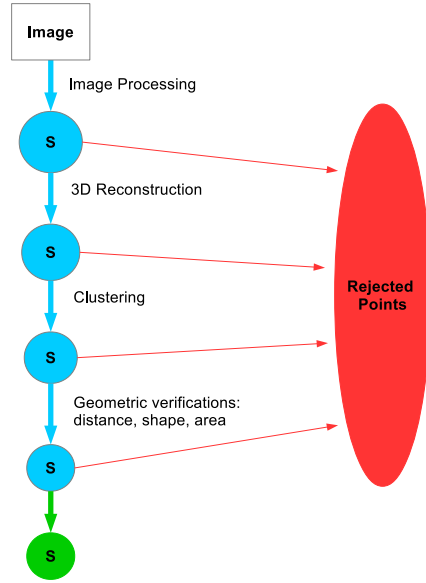 Image
Image Processing
S
3D Reconstruction
S
Clustering
Rejected
Points
S
Geometric verifications:
distance, shape, area
S
S